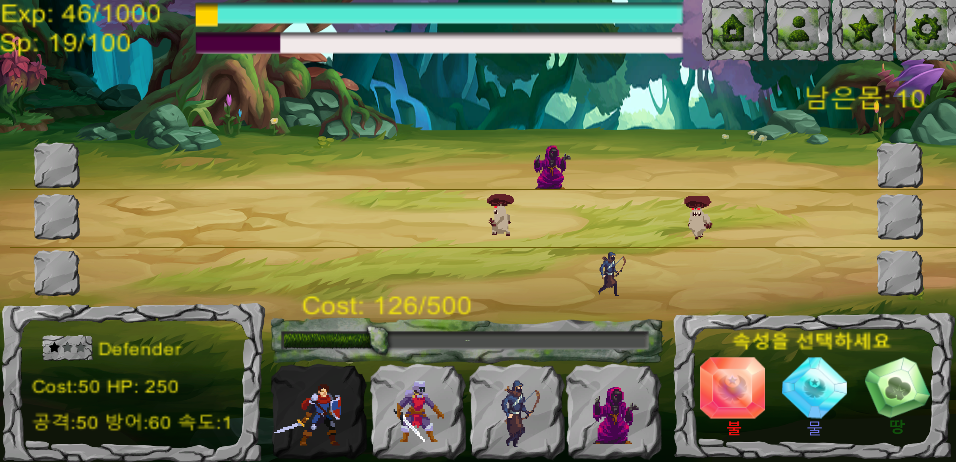 Exp: 46/1000
Sp: 19/100
남은몹: 10
Cost: 126/500
Defender
Cost:50 HP: 250
공격:50 방어:60 속도:1
속성을 선택하세요
불 물 땅